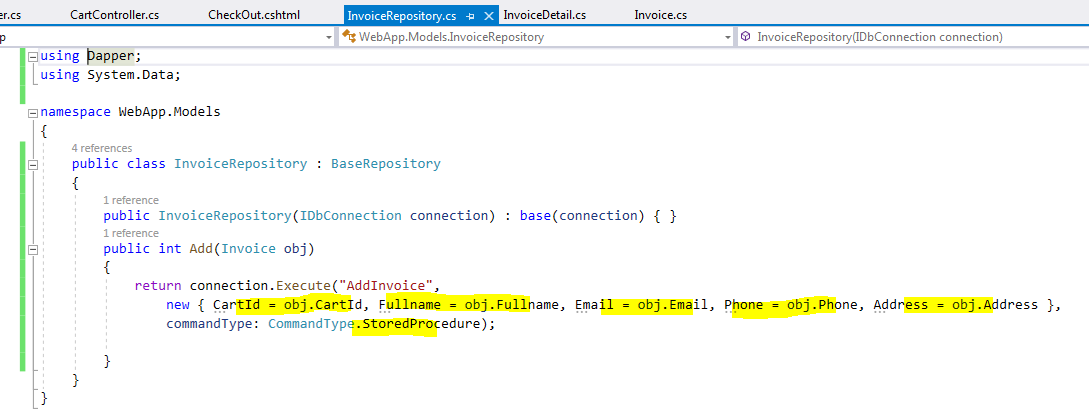 er.cs CartController.cs CheckOut.cshtml InvoiceRepository.cs InvoiceDetail.cs Invoice.cs
p WebApp.Models.InvoiceRepository InvoiceRepository(IDbConnection connection)
using Dapper;
using System.Data;
namespace WebApp.Models
{
4 references
public class InvoiceRepository : BaseRepository
{
1 reference
public InvoiceRepository(IDbConnection connection) : base(connection) { }
1 reference
public int Add(Invoice obj)
{
return connection.Execute("AddInvoice",
new { CartId = obj.CartId, Fullname = obj.Fullname, Email = obj.Email, Phone = obj.Phone, Address = obj.Address },
commandType: CommandType.StoredProcedure);
}
}
}